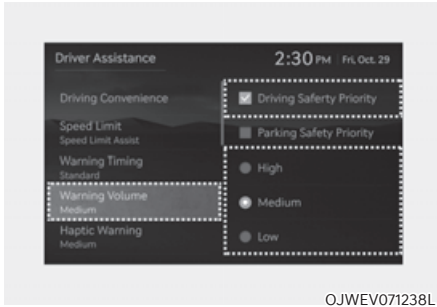 Driver Assistance
2:30 PM Fri, Oct. 29
Driving Convenience
Speed Limit
Speed Limit Assist
Warning Timing
Standard
Warning Volume
Medium
Haptic Warning
Medium
Driving Saferty Priority
Parking Safety Priority
High
Medium
Low
OJWEV071238L